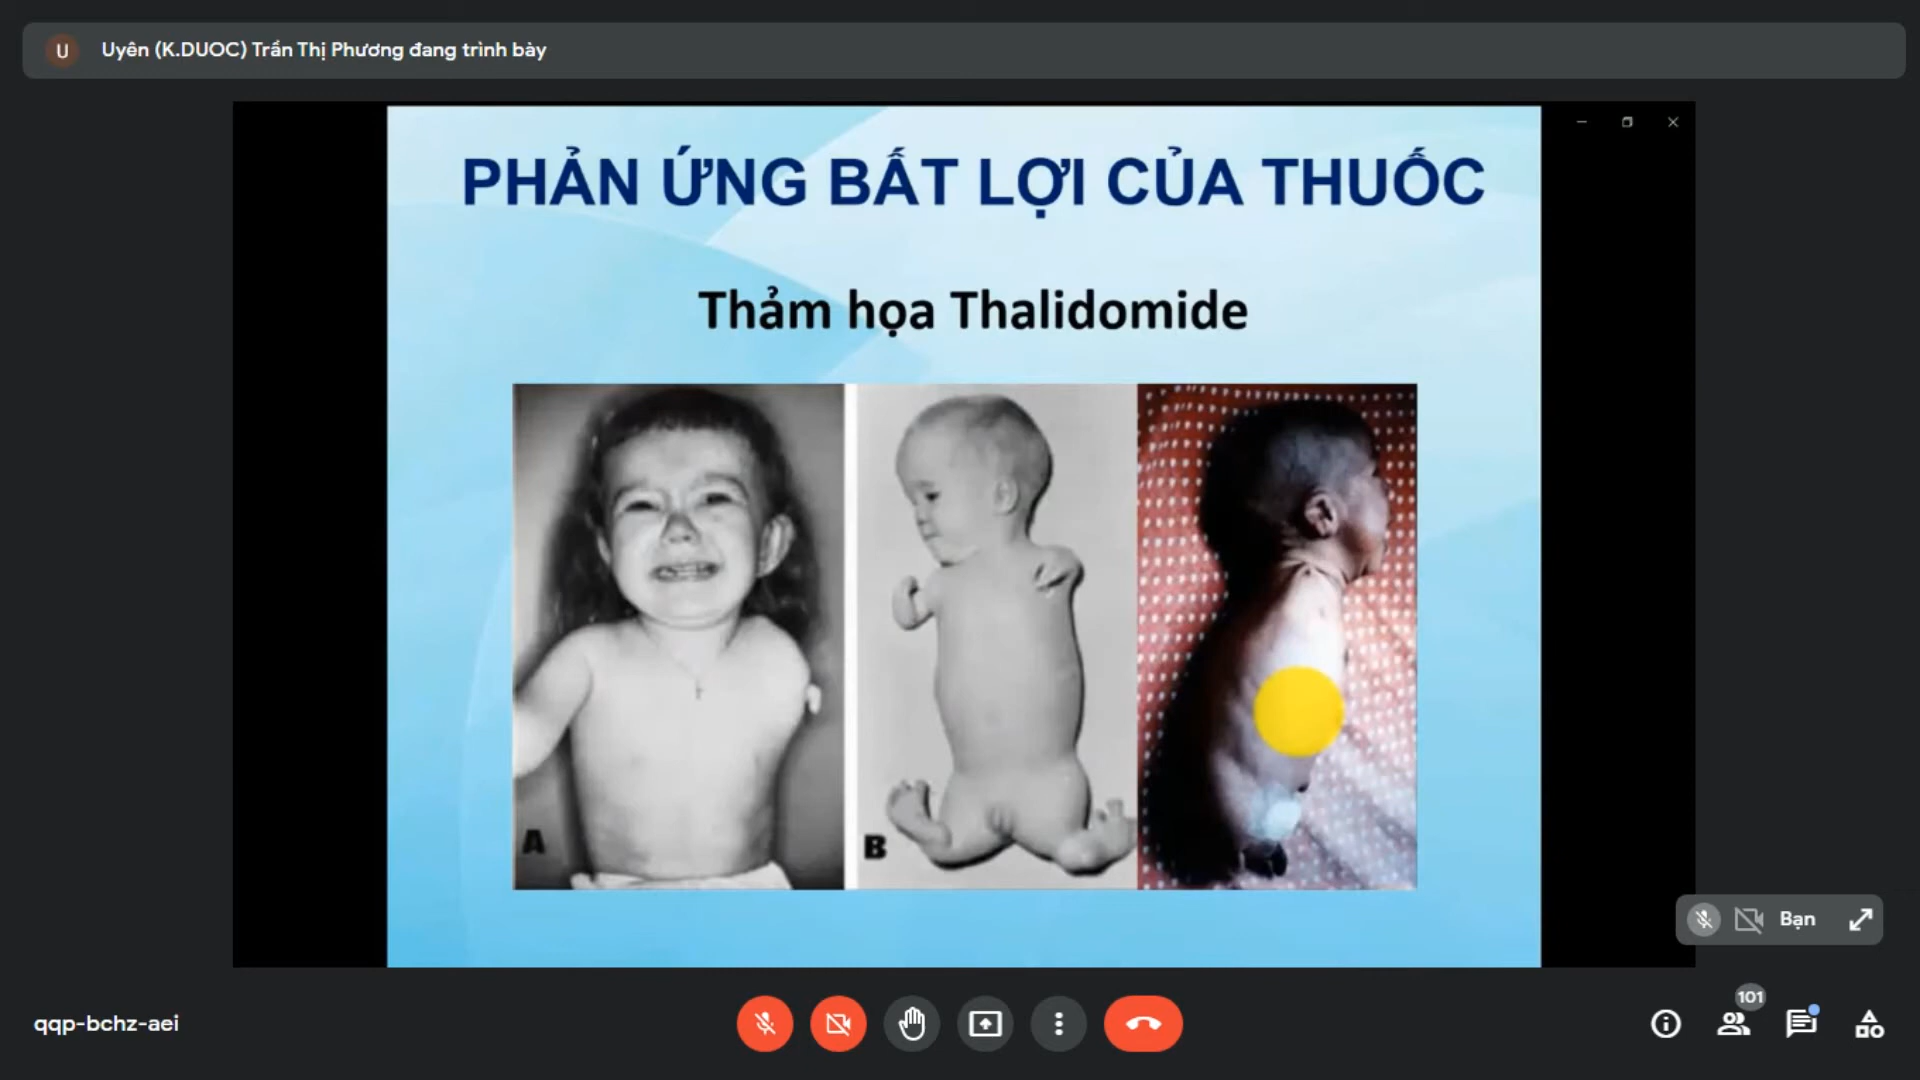 U Uyên (K.DUOC) Trần Thị Phương đang trình bày
PHẢN ỨNG BẤT LỢI CỦA THUỐC
Thảm họa Thalidomide
A
B
Bạn
qqp-bchz-aei
101